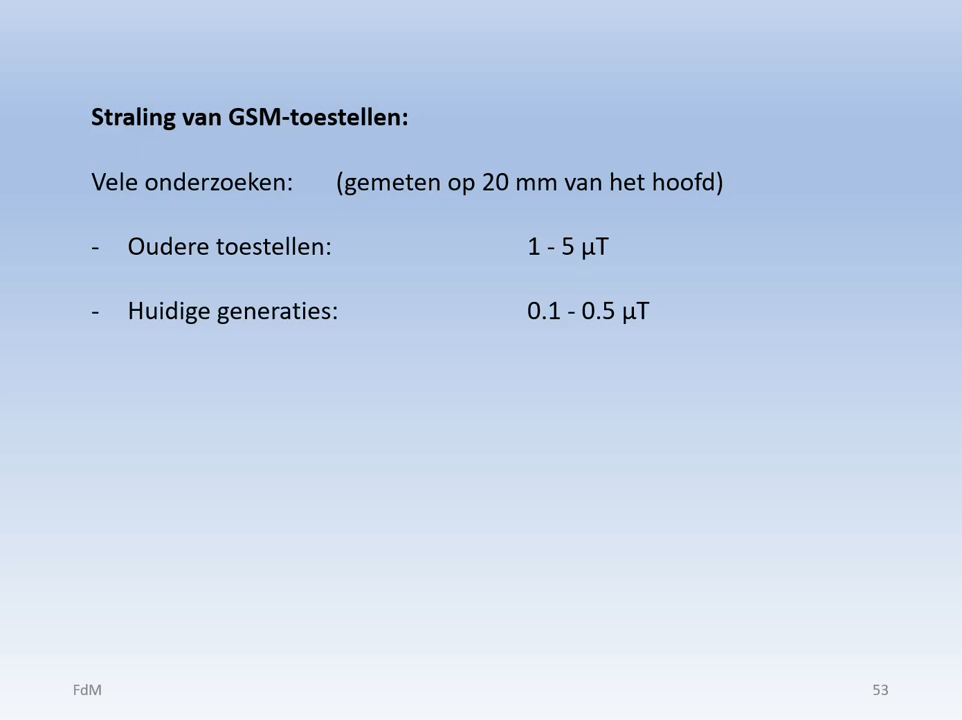 Straling van GSM-toestellen:
Vele onderzoeken: (gemeten op 20 mm van het hoofd)
- Oudere toestellen: 1 - 5 µT
- Huidige generaties: 0.1 - 0.5 µT
FdM 53